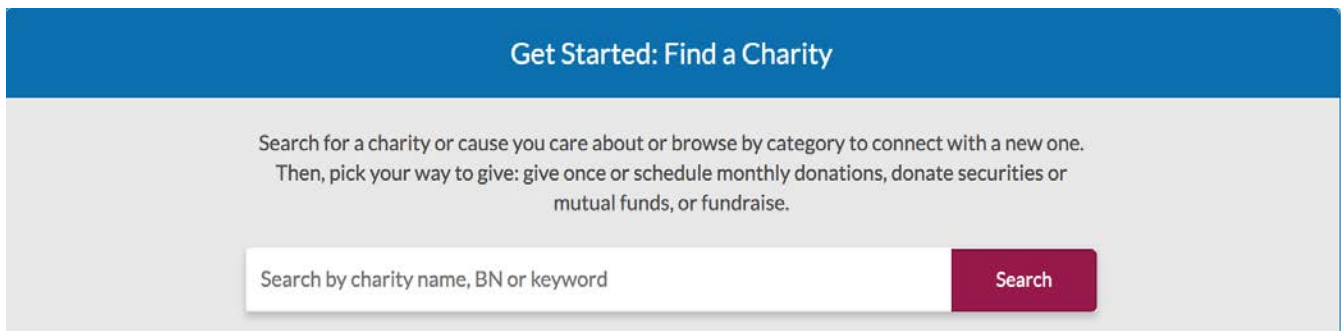 Get Started: Find a Charity
Search for a charity or cause you care about or browse by category to connect with a new one.
Then, pick your way to give: give once or schedule monthly donations, donate securities or
mutual funds, or fundraise.
Search by charity name, BN or keyword
Search